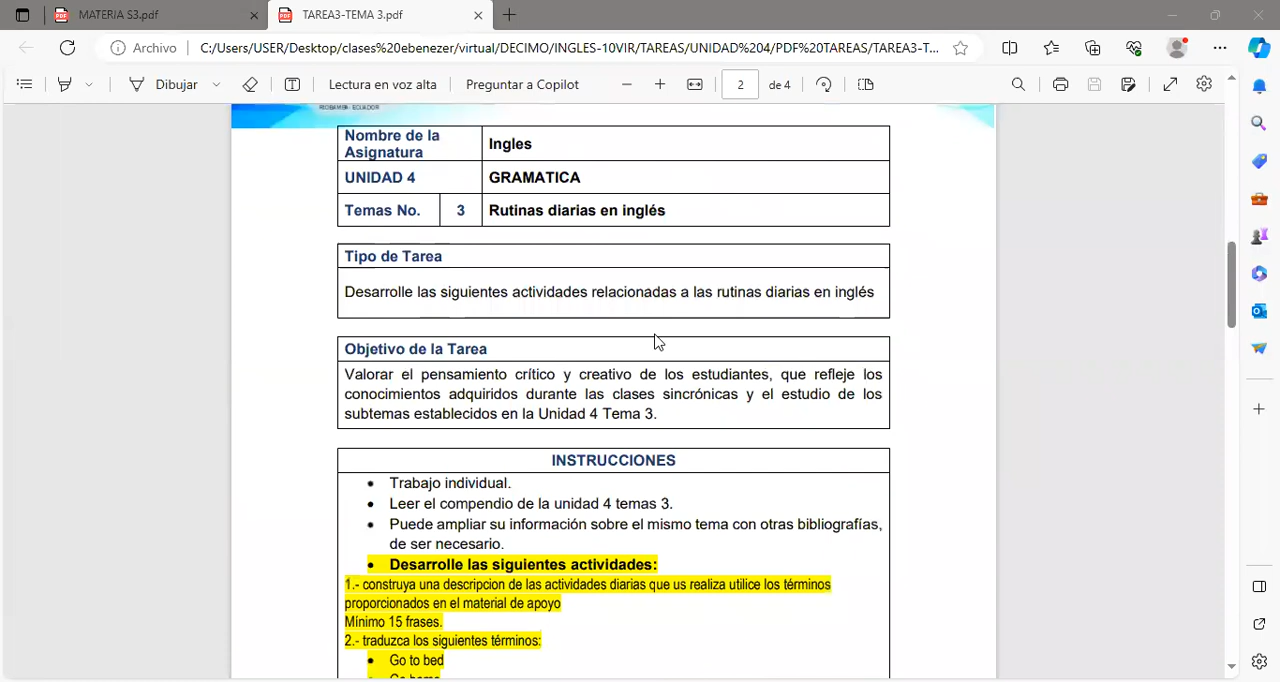 MATERIA S3.pdf
TAREA3-TEMA 3.pdf
Archivo
C:/Users/USER/Desktop/clases%20ebenezer/virtual/DECIMO/INGLES-10VIR/TAREAS/UNIDAD%204/PDF%20TAREAS/TAREA3-T...
Dibujar
Lectura en voz alta
Preguntar a Copilot
2
de 4
RIOBAMBA - ECUADOR
Nombre de la
Asignatura
Ingles
UNIDAD 4
GRAMATICA
Temas No.
3
Rutinas diarias en inglés
Tipo de Tarea
Desarrolle las siguientes actividades relacionadas a las rutinas diarias en inglés
Objetivo de la Tarea
Valorar el pensamiento crítico y creativo de los estudiantes, que refleje los
conocimientos adquiridos durante las clases sincrónicas y el estudio de los
subtemas establecidos en la Unidad 4 Tema 3.
INSTRUCCIONES
• Trabajo individual.
• Leer el compendio de la unidad 4 temas 3.
• Puede ampliar su información sobre el mismo tema con otras bibliografías,
de ser necesario.
• Desarrolle las siguientes actividades:
1.- construya una descripcion de las actividades diarias que us realiza utilice los términos
proporcionados en el material de apoyo
Mínimo 15 frases.
2.- traduzca los siguientes términos:
• Go to bed
• Go home